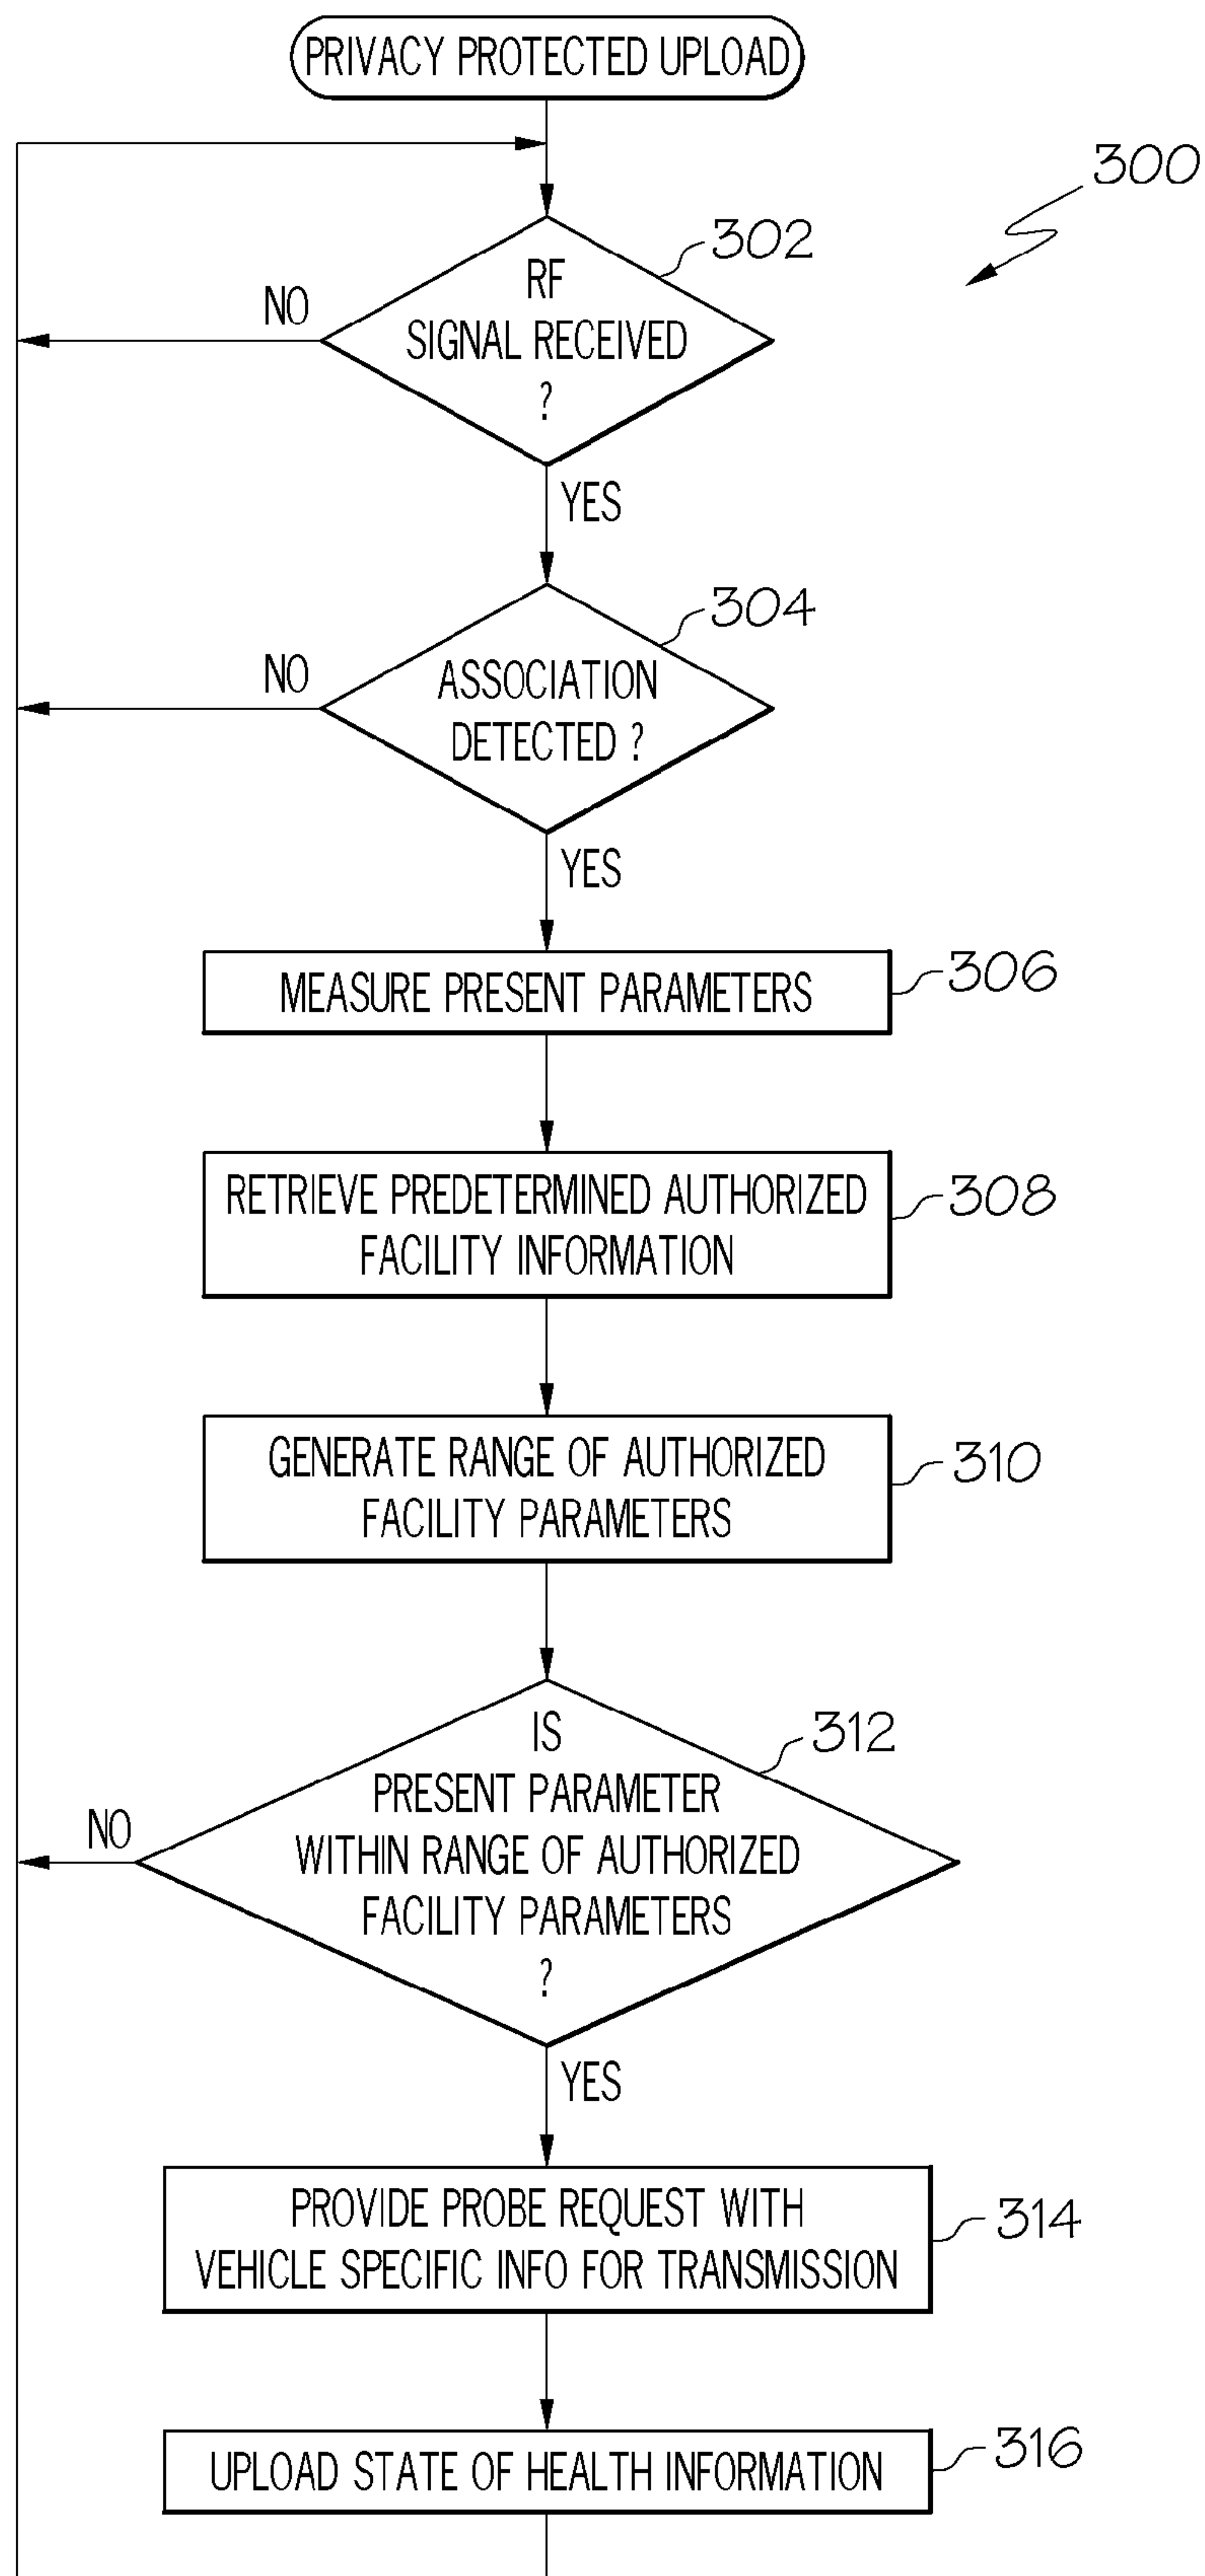 PRIVACY PROTECTED UPLOAD
300
302
RF
SIGNAL RECEIVED
?
NO
YES
304
ASSOCIATION
DETECTED ?
NO
YES
MEASURE PRESENT PARAMETERS
306
RETRIEVE PREDETERMINED AUTHORIZED
FACILITY INFORMATION
308
GENERATE RANGE OF AUTHORIZED
FACILITY PARAMETERS
310
312
IS
PRESENT PARAMETER
WITHIN RANGE OF AUTHORIZED
FACILITY PARAMETERS
?
NO
YES
PROVIDE PROBE REQUEST WITH
VEHICLE SPECIFIC INFO FOR TRANSMISSION
314
UPLOAD STATE OF HEALTH INFORMATION
316